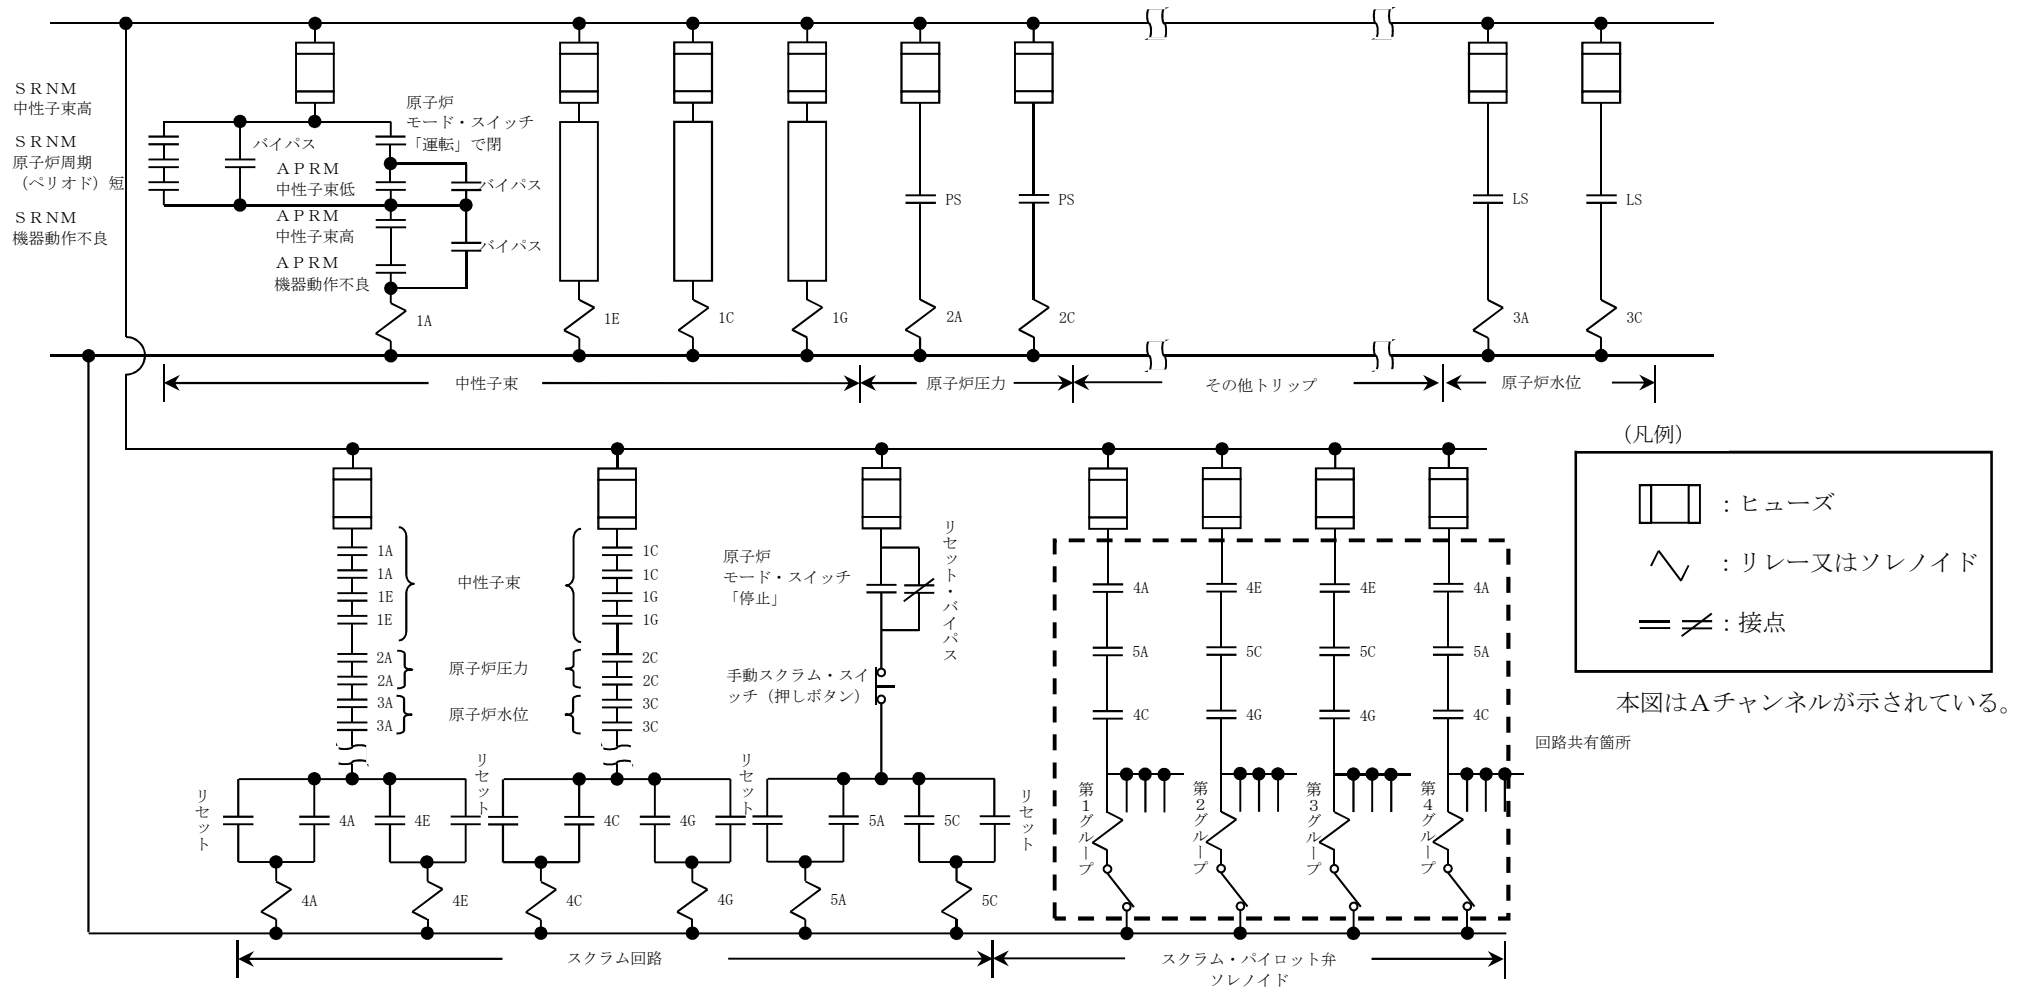 ＳＲＮＭ
中性子束高
ＳＲＮＭ
原子炉周期
（ペリオド）短
ＳＲＮＭ
機器動作不良
バイパス
原子炉
モード・スイッチ
「運転」で閉
ＡＰＲＭ
中性子束低
バイパス
ＡＰＲＭ
中性子束高
バイパス
ＡＰＲＭ
機器動作不良
1A
1E
1C
1G
PS
2A
PS
2C
LS
3A
LS
3C
中性子束
原子炉圧力
その他トリップ
原子炉水位
1A
1A
1E
1E
2A
2A
3A
3A
中性子束
原子炉圧力
原子炉水位
1C
1C
1G
1G
2C
2C
3C
3C
原子炉
モード・スイッチ
「停止」
リセット・バイパス
手動スクラム・スイ
ッチ（押しボタン）
リセット
4A
4E
リセット
4C
4G
リセット
5A
5C
リセット
4A
4E
4C
4G
5A
5C
4A
5A
4C
4E
5C
4G
4E
5C
4G
4A
5A
4C
第１グループ
第２グループ
第３グループ
第４グループ
回路共有箇所
スクラム回路
スクラム・パイロット弁
ソレノイド
（凡例）
：ヒューズ
：リレー又はソレノイド
：接点
本図はＡチャンネルが示されている。